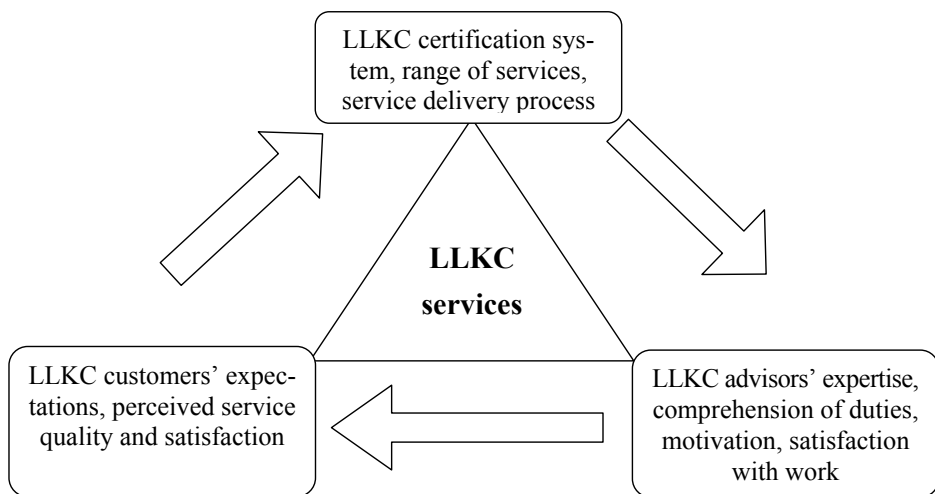 LLKC certification sys-
tem, range of services,
service delivery process
LLKC
services
LLKC customers’ expec-
tations, perceived service
quality and satisfaction
LLKC advisors’ expertise,
comprehension of duties,
motivation, satisfaction
with work